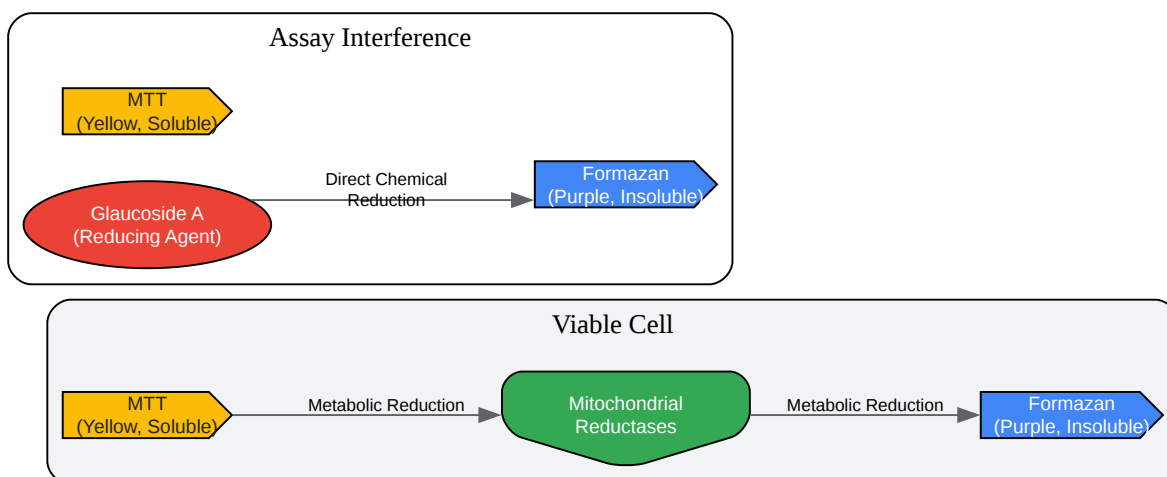 Assay Interference
MTT
(Yellow, Soluble)
Direct Chemical
Reduction
Formazan
(Purple, Insoluble)
Glaucoside A
(Reducing Agent)
Viable Cell
MTT
(Yellow, Soluble)
Metabolic Reduction
Mitochondrial
Reductases
Metabolic Reduction
Formazan
(Purple, Insoluble)